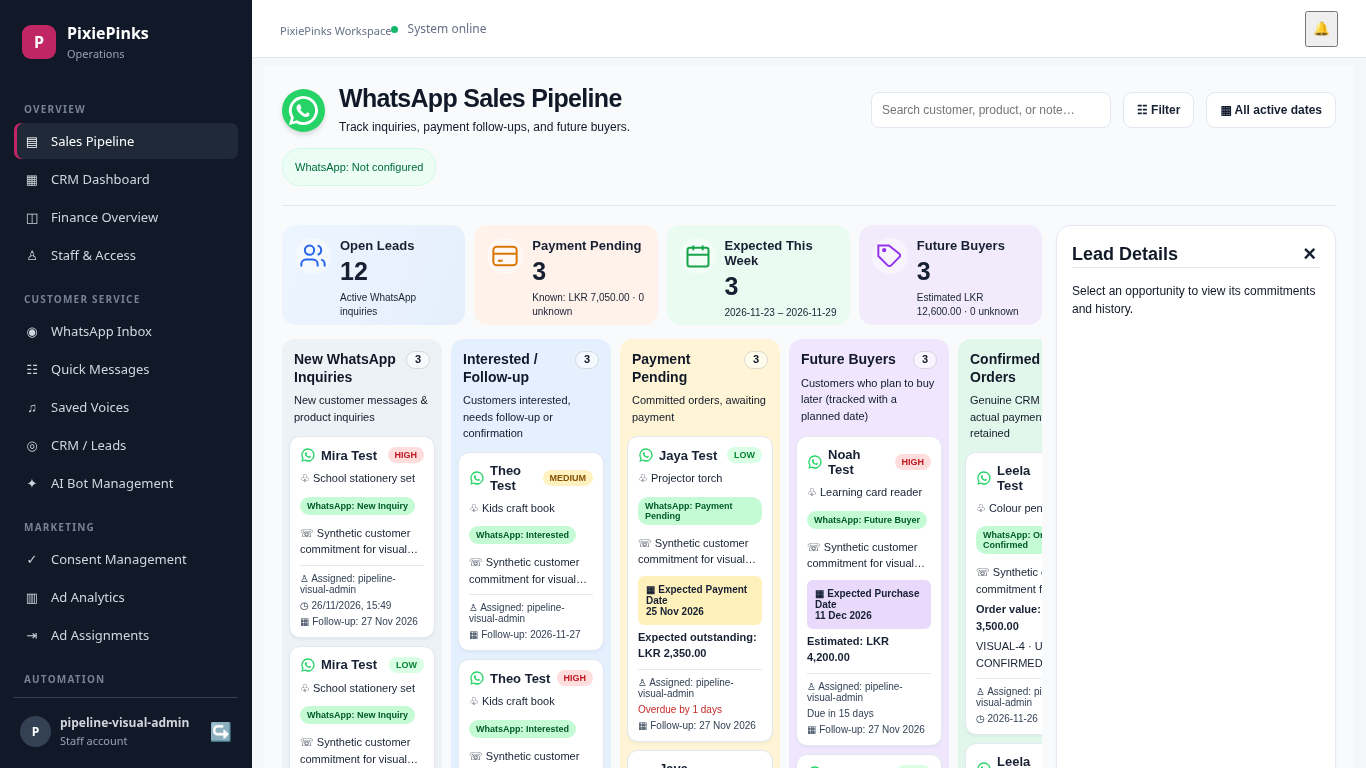 P
PixiePinks
Operations
OVERVIEW
Sales Pipeline
CRM Dashboard
Finance Overview
Staff & Access
CUSTOMER SERVICE
WhatsApp Inbox
Quick Messages
Saved Voices
CRM / Leads
AI Bot Management
MARKETING
Consent Management
Ad Analytics
Ad Assignments
AUTOMATION
P
pipeline-visual-admin
Staff account
PixiePinks Workspace
System online
WhatsApp Sales Pipeline
Track inquiries, payment follow-ups, and future buyers.
Search customer, product, or note…
Filter
All active dates
WhatsApp: Not configured
Open Leads
12
Active WhatsApp
inquiries
Payment Pending
3
Known: LKR 7,050.00 · 0
unknown
Expected This
Week
3
2026-11-23 – 2026-11-29
Future Buyers
3
Estimated LKR
12,600.00 · 0 unknown
Lead Details
×
Select an opportunity to view its commitments
and history.
New WhatsApp
Inquiries
3
New customer messages &
product inquiries
Mira Test
HIGH
School stationery set
WhatsApp: New Inquiry
Synthetic customer
commitment for visual…
Assigned: pipeline-
visual-admin
26/11/2026, 15:49
Follow-up: 27 Nov 2026
Mira Test
LOW
School stationery set
WhatsApp: New Inquiry
Synthetic customer
commitment for visual…
Interested /
Follow-up
3
Customers interested,
needs follow-up or
confirmation
Theo
Test
MEDIUM
Kids craft book
WhatsApp: Interested
Synthetic customer
commitment for visual…
Assigned: pipeline-
visual-admin
Follow-up: 2026-11-27
Theo Test
HIGH
Kids craft book
WhatsApp: Interested
Synthetic customer
Payment
Pending
3
Committed orders, awaiting
payment
Jaya Test
LOW
Projector torch
WhatsApp: Payment
Pending
Synthetic customer
commitment for visual…
Expected Payment
Date
25 Nov 2026
Expected outstanding:
LKR 2,350.00
Assigned: pipeline-
visual-admin
Overdue by 1 days
Follow-up: 27 Nov 2026
Future Buyers
3
Customers who plan to buy
later (tracked with a
planned date)
Noah
Test
HIGH
Learning card reader
WhatsApp: Future Buyer
Synthetic customer
commitment for visual…
Expected Purchase
Date
11 Dec 2026
Estimated: LKR
4,200.00
Assigned: pipeline-
visual-admin
Due in 15 days
Follow-up: 27 Nov 2026
Confirmed
Orders
Genuine CRM
actual
retained
Leela
Test
Colour
WhatsApp:
Confirmed
Synthetic
commitment
Order value:
3,500.00
VISUAL-4 ·
CONFIRMED
Assigned:
visual-admin
2026-11-26
Leela